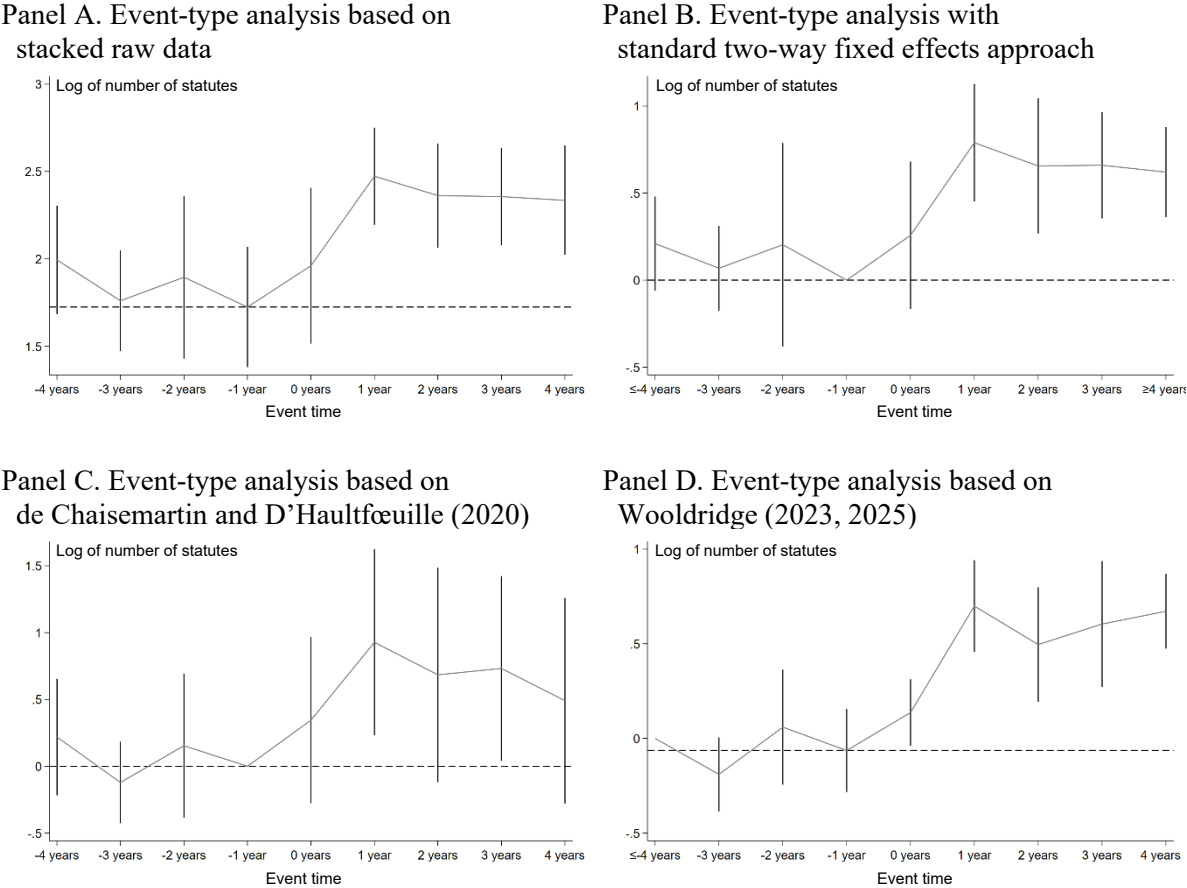 Panel A. Event-type analysis based on
stacked raw data
Log of number of statutes
3
2.5
2
1.5
-4 years -3 years -2 years -1 year 0 years 1 year 2 years 3 years 4 years
Event time
Panel B. Event-type analysis with
standard two-way fixed effects approach
Log of number of statutes
1
.5
0
-.5
≤-4 years -3 years -2 years -1 year 0 years 1 year 2 years 3 years ≥4 years
Event time
Panel C. Event-type analysis based on
de Chaisemartin and D’Haultfœuille (2020)
Log of number of statutes
1.5
1
.5
0
-.5
-4 years -3 years -2 years -1 year 0 years 1 year 2 years 3 years 4 years
Event time
Panel D. Event-type analysis based on
Wooldridge (2023, 2025)
Log of number of statutes
1
.5
0
-.5
≤-4 years -3 years -2 years -1 year 0 years 1 year 2 years 3 years 4 years
Event time